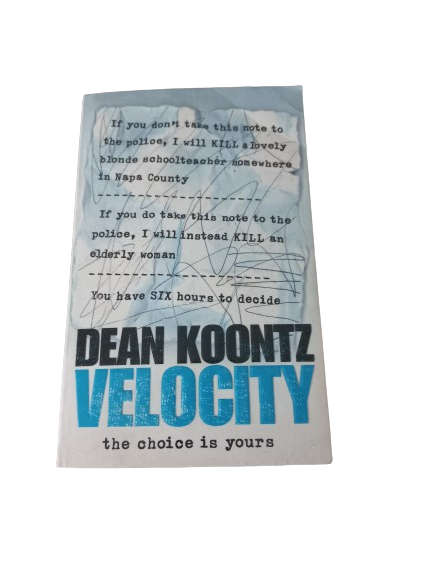 If you don't take this note to
the police, I will KILL a lovely
blonde schoolteacher somewhere
in Napa County
If you do take this note to the
police, I will instead KILL an
elderly woman
You have SIX hours to decide
DEAN KOONTZ
VELOCITY
the choice is yours